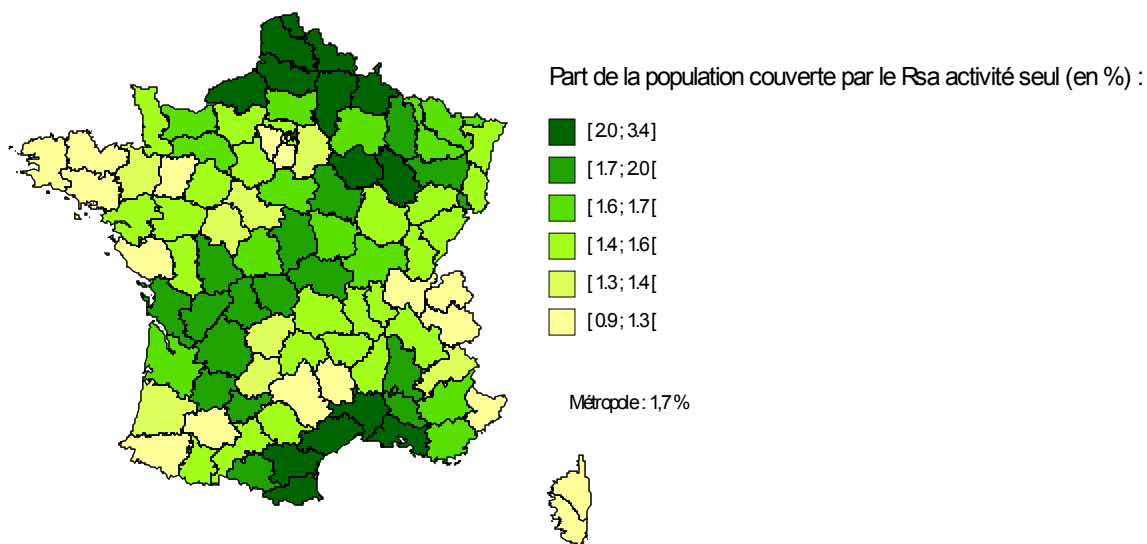 Part de la population couverte par le Rsa activité seul (en %) :
[ 2.0 ; 3.4]
[ 1.7 ; 2.0[
[ 1.6 ; 1.7[
[ 1.4 ; 1.6[
[ 1.3 ; 1.4[
[ 0.9 ; 1.3[
Métropole : 1,7 %